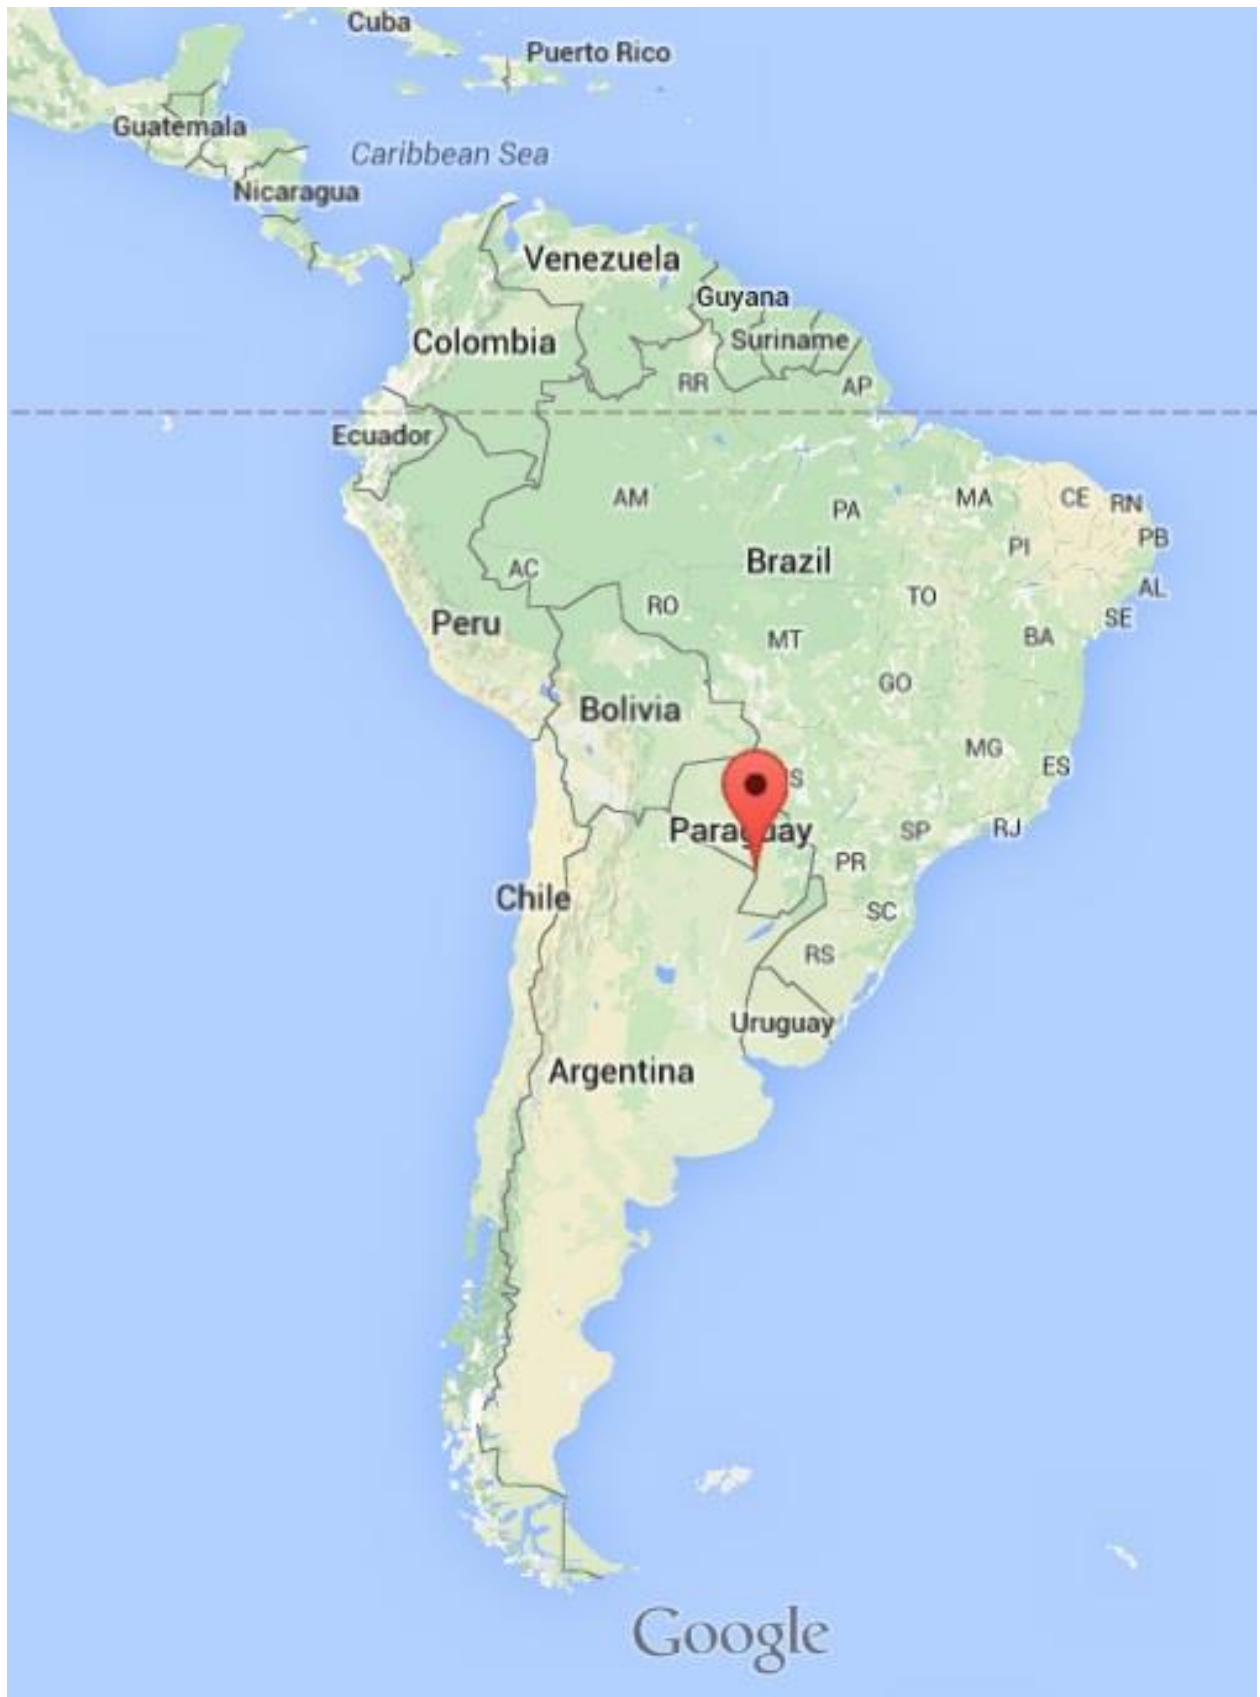 Cuba
Puerto Rico
Guatemala
Caribbean Sea
Nicaragua
Venezuela
Guyana
Colombia
Suriname
RR
AP
Ecuador
AM
PA
MA
CE
RN
PB
PI
Brazil
AC
RO
TO
AL
SE
Peru
MT
BA
GO
Bolivia
MG
ES
S
Paraguay
SP
RJ
PR
Chile
SC
RS
Uruguay
Argentina
Google